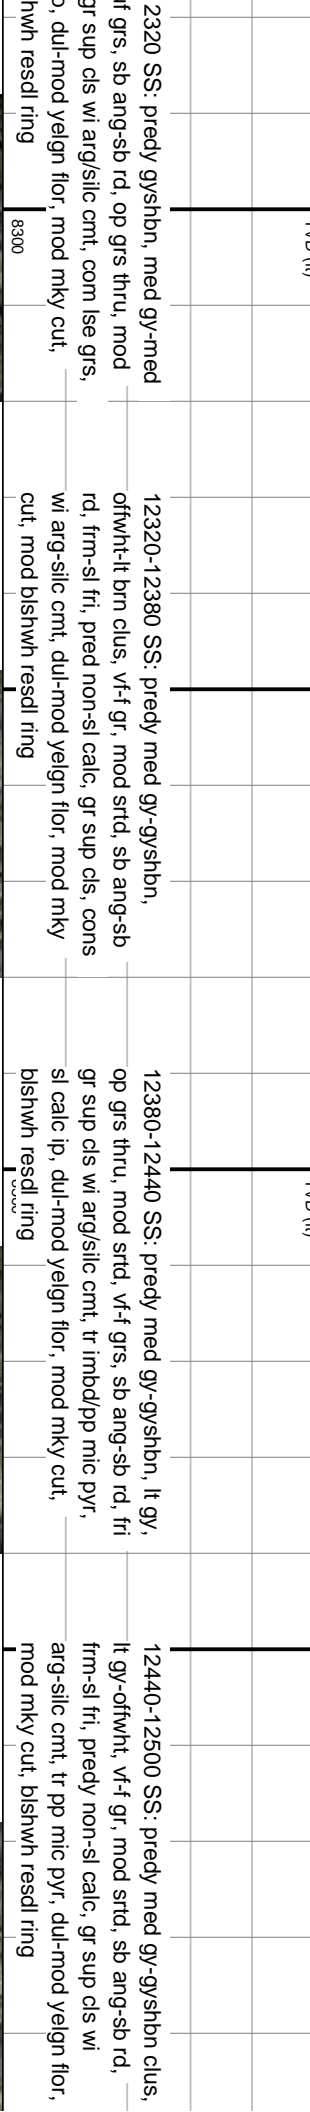 2320 SS: predy gyshbn, med gy-med
f grs, sb ang-sb rd, op grs thru, mod
gr sup cls wi arg/silc cmt, com lse grs,
, dul-mod yelgn flor, mod mky cut,
hwh resdl ring
8300
12320-12380 SS: predy med gy-gyshbn,
offwht-lt brn clus, vf-f gr, mod srtd, sb ang-sb
rd, frm-sl fri, pred non-sl calc, gr sup cls, cons
wi arg-silc cmt, dul-mod yelgn flor, mod mky
cut, mod blshwh resdl ring
12380-12440 SS: predy med gy-gyshbn, lt gy,
op grs thru, mod srtd, vf-f grs, sb ang-sb rd, fri
gr sup cls wi arg/silc cmt, tr imbd/pp mic pyr,
sl calc ip, dul-mod yelgn flor, mod mky cut,
blshwh resdl ring
12440-12500 SS: predy med gy-gyshbn clus,
lt gy-offwht, vf-f gr, mod srtd, sb ang-sb rd,
frm-sl fri, predy non-sl calc, gr sup cls wi
arg-silc cmt, tr pp mic pyr, dul-mod yelgn flor,
mod mky cut, blshwh resdl ring